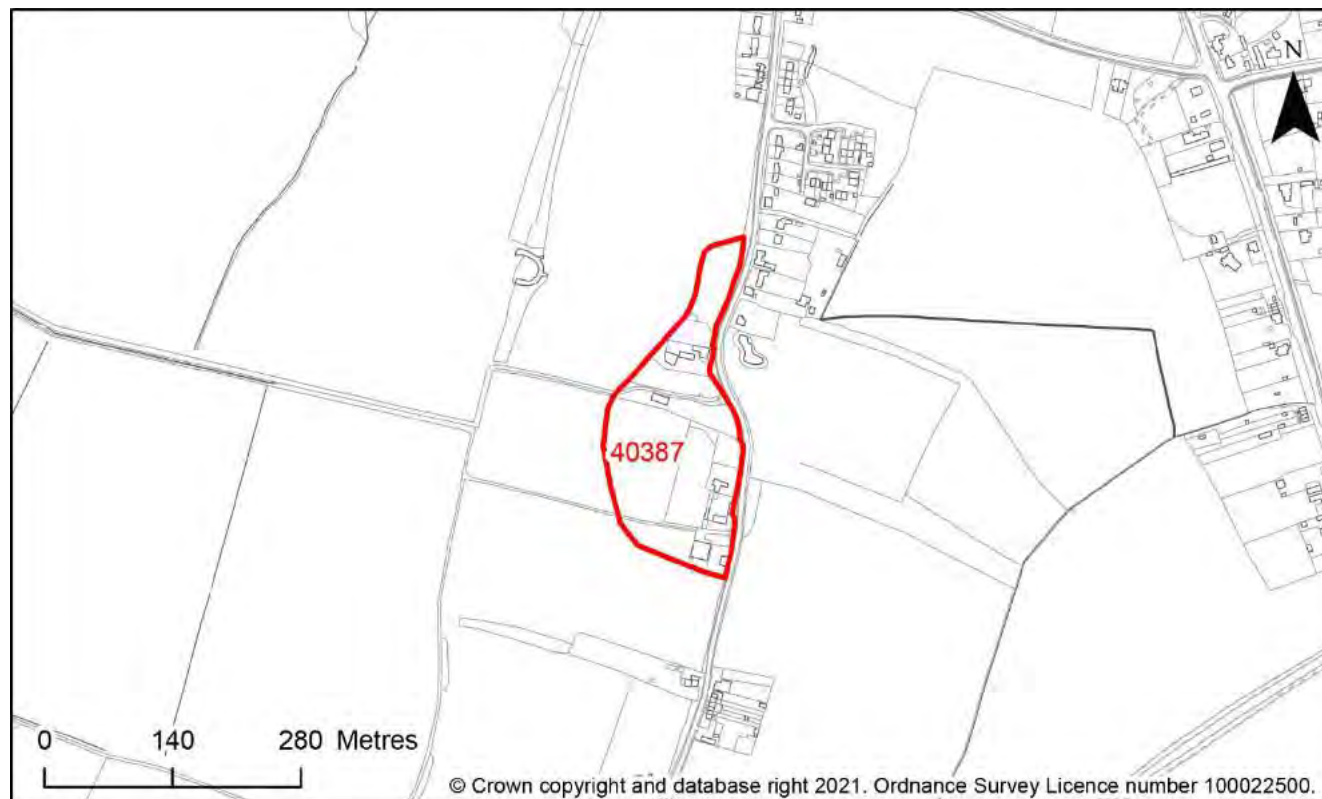 N
40387
0 140 280 Metres
© Crown copyright and database right 2021. Ordnance Survey Licence number 100022500.